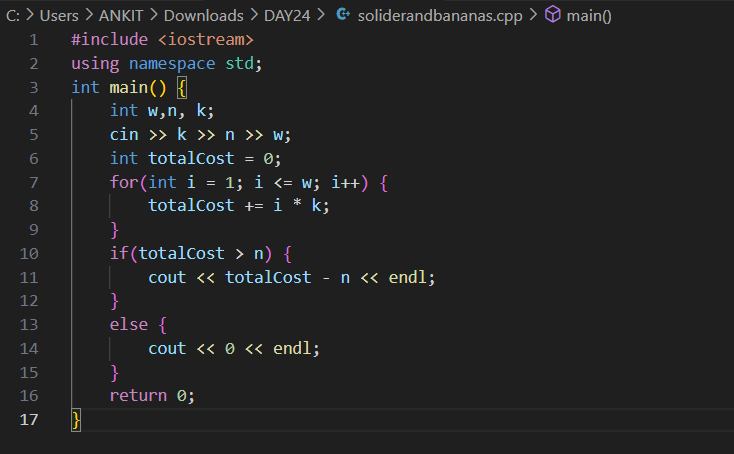 C: > Users > ANKIT > Downloads > DAY24 > soliderandbananas.cpp > main()
1 #include <iostream>
2 using namespace std;
3 int main() {
4     int w,n, k;
5     cin >> k >> n >> w;
6     int totalCost = 0;
7     for(int i = 1; i <= w; i++) {
8         totalCost += i * k;
9     }
10     if(totalCost > n) {
11         cout << totalCost - n << endl;
12     }
13     else {
14         cout << 0 << endl;
15     }
16     return 0;
17 }